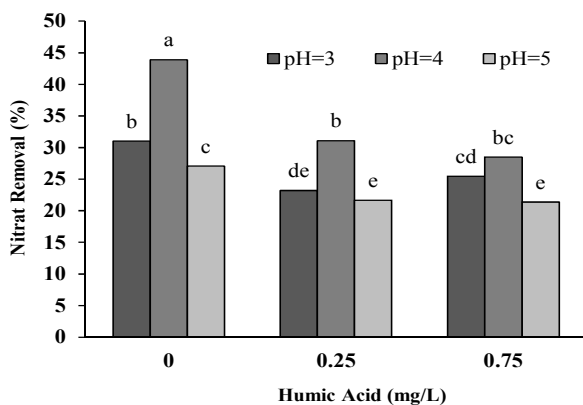 50
45
40
35
30
25
20
15
10
5
0
Nitrat Removal (%)
pH=3 pH=4 pH=5
b a c
de b e
cd bc e
0 0.25 0.75
Humic Acid (mg/L)